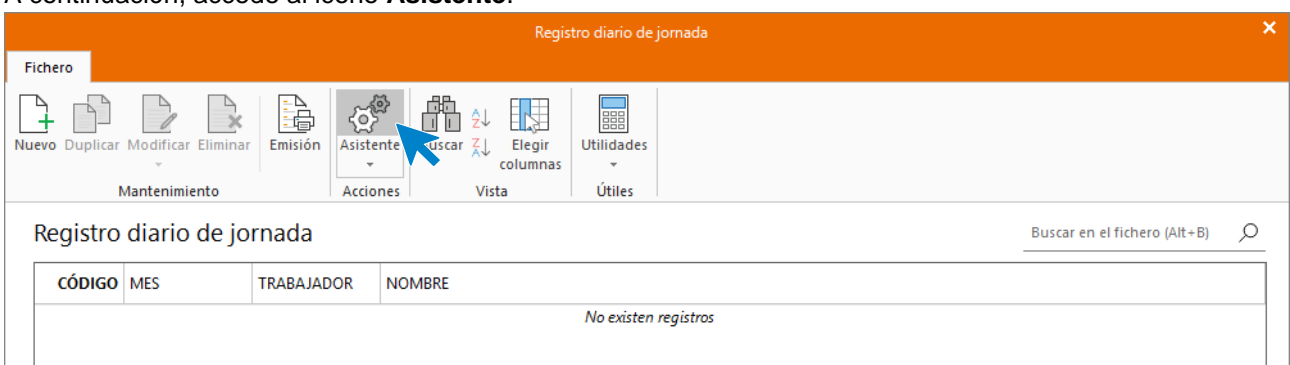 A continuación, accede al icono Asistente.
Registro diario de jornada
Fichero
Nuevo Duplicar Modificar Eliminar Emisión Asistente Buscar Elegir columnas Utilidades
Mantenimiento Acciones Vista Útiles
Registro diario de jornada Buscar en el fichero (Alt+B)
CÓDIGO MES TRABAJADOR NOMBRE
No existen registros